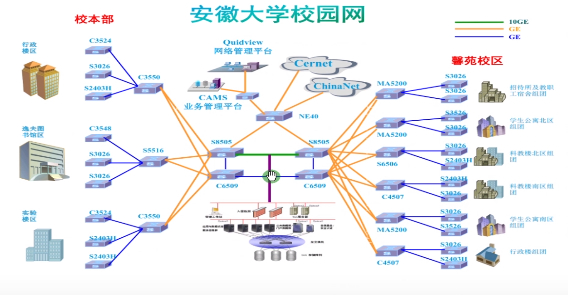 安徽大学校园网
校本部
10GE
GE
GE
Quidview
网络管理平台
Cernet
ChinaNet
CAMS
业务管理平台
NE40
馨苑校区
行政
楼区
C3524
S3026
S2403H
C3550
逸夫图
书馆区
C3548
S3026
S3026
S5516
实验
楼区
C3524
S2403H
S2403H
C3550
S8505
S8505
C6509
C6509
MA5200
S3026
S3026
招待所及教职
工宿舍组团
MA5200
S3526
S3026
学生公寓北区
组团
S6506
S3026
S2403H
科教楼北区组
团
C4507
S2403H
S3026
科教楼南区组
团
MA5200
S3026
S3526
学生公寓南区
组团
C4507
S3026
S2403H
行政楼组团